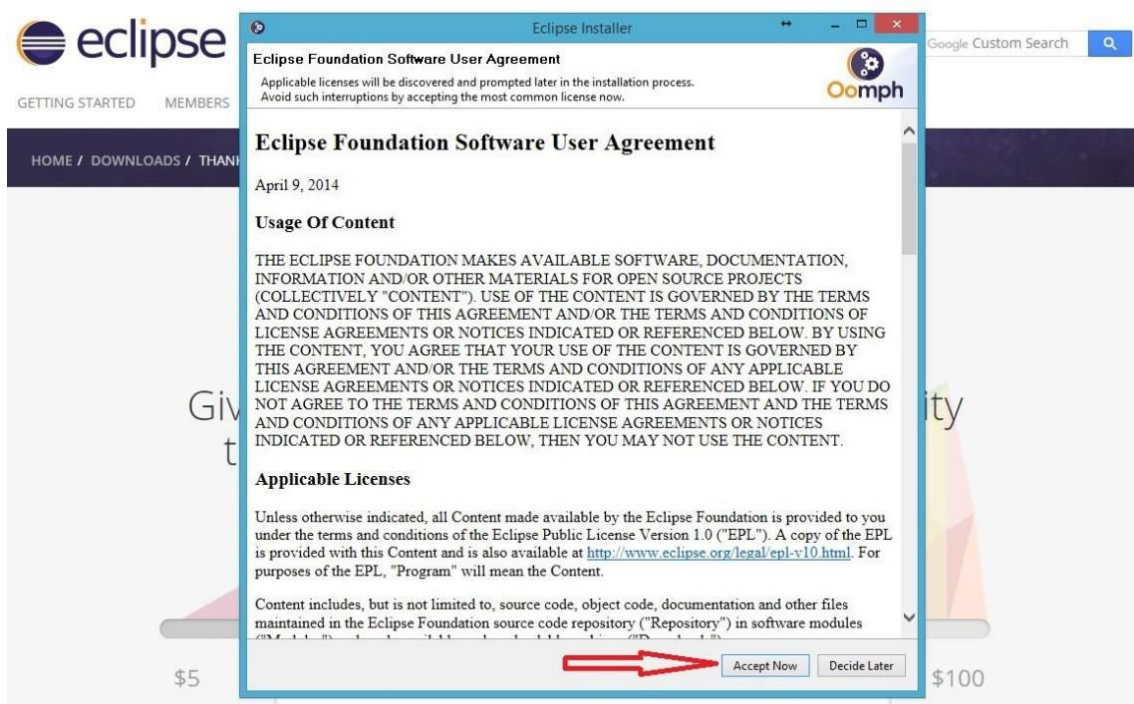 eclipse
Google Custom Search
GETTING STARTED MEMBERS
HOME / DOWNLOADS /
Eclipse Installer
Eclipse Foundation Software User Agreement
Applicable licenses will be discovered and prompted later in the installation process.
Avoid such interruptions by accepting the most common license now.
Oomph
Eclipse Foundation Software User Agreement
April 9, 2014
Usage Of Content
THE ECLIPSE FOUNDATION MAKES AVAILABLE SOFTWARE, DOCUMENTATION,
INFORMATION AND/OR OTHER MATERIALS FOR OPEN SOURCE PROJECTS
(COLLECTIVELY "CONTENT"). USE OF THE CONTENT IS GOVERNED BY THE TERMS
AND CONDITIONS OF THIS AGREEMENT AND/OR THE TERMS AND CONDITIONS OF
LICENSE AGREEMENTS OR NOTICES INDICATED OR REFERENCED BELOW. BY USING
THE CONTENT, YOU AGREE THAT YOUR USE OF THE CONTENT IS GOVERNED BY
THIS AGREEMENT AND/OR THE TERMS AND CONDITIONS OF ANY APPLICABLE
LICENSE AGREEMENTS OR NOTICES INDICATED OR REFERENCED BELOW. IF YOU DO
NOT AGREE TO THE TERMS AND CONDITIONS OF THIS AGREEMENT AND THE TERMS
AND CONDITIONS OF ANY APPLICABLE LICENSE AGREEMENTS OR NOTICES
INDICATED OR REFERENCED BELOW, THEN YOU MAY NOT USE THE CONTENT.
Applicable Licenses
Unless otherwise indicated, all Content made available by the Eclipse Foundation is provided to you
under the terms and conditions of the Eclipse Public License Version 1.0 ("EPL"). A copy of the EPL
is provided with this Content and is also available at http://www.eclipse.org/legal/epl-v10.html. For
purposes of the EPL, "Program" will mean the Content.
Content includes, but is not limited to, source code, object code, documentation and other files
maintained in the Eclipse Foundation source code repository ("Repository") in software modules
Accept Now Decide Later
$5
$100